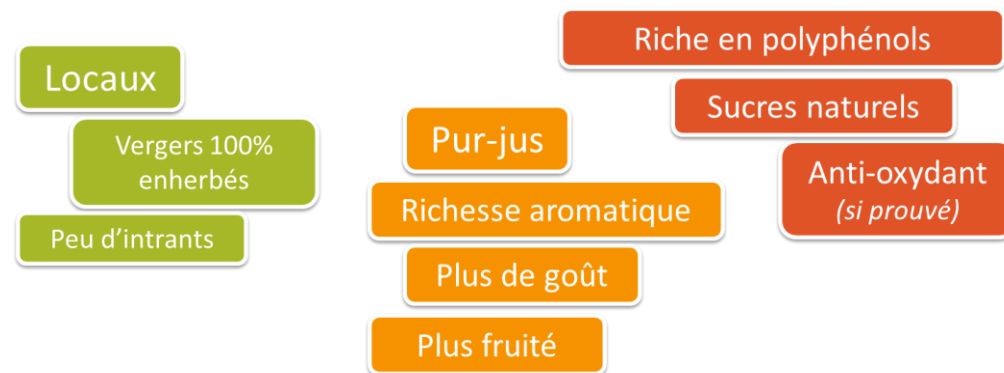 Locaux
Vergers 100%
enherbés
Peu d'intrants
Pur-jus
Richesse aromatique
Plus de goût
Plus fruité
Riche en polyphénols
Sucres naturels
Anti-oxydant
(si prouvé)